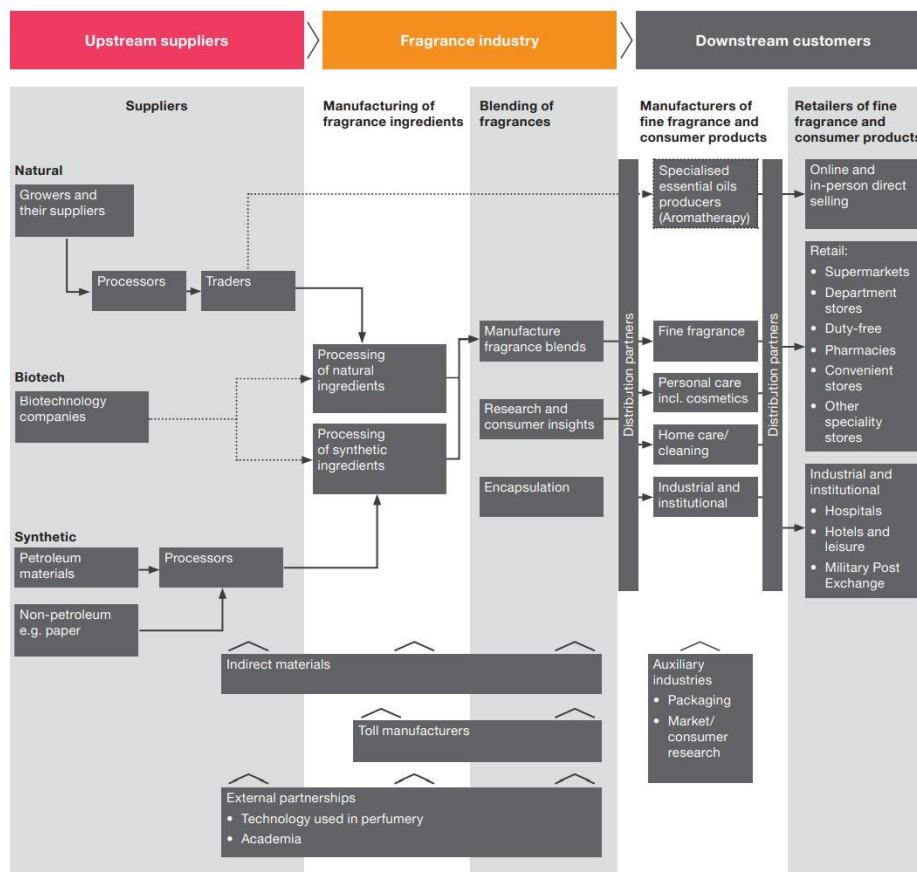 Upstream suppliers
Fragrance industry
Downstream customers
Suppliers
Manufacturing of
fragrance ingredients
Blending of
fragrances
Manufacturers of
fine fragrance and
consumer products
Retailers of fine
fragrance and
consumer products
Natural
Growers and
their suppliers
Processors
Traders
Biotech
Biotechnology
companies
Synthetic
Petroleum
materials
Processors
Non-petroleum
e.g. paper
Processing
of natural
ingredients
Processing
of synthetic
ingredients
Manufacture
fragrance blends
Research and
consumer insights
Encapsulation
Distribution partners
Specialised
essential oils
producers
(Aromatherapy)
Fine fragrance
Personal care
incl. cosmetics
Home care/
cleaning
Industrial and
institutional
Distribution partners
Online and
in-person direct
selling
Retail:
• Supermarkets
• Department
stores
• Duty-free
• Pharmacies
• Convenient
stores
• Other
speciality
stores
Industrial and
institutional
• Hospitals
• Hotels and
leisure
• Military Post
Exchange
Indirect materials
Toll manufacturers
External partnerships
• Technology used in perfumery
• Academia
Auxiliary
industries
• Packaging
• Market/
consumer
research